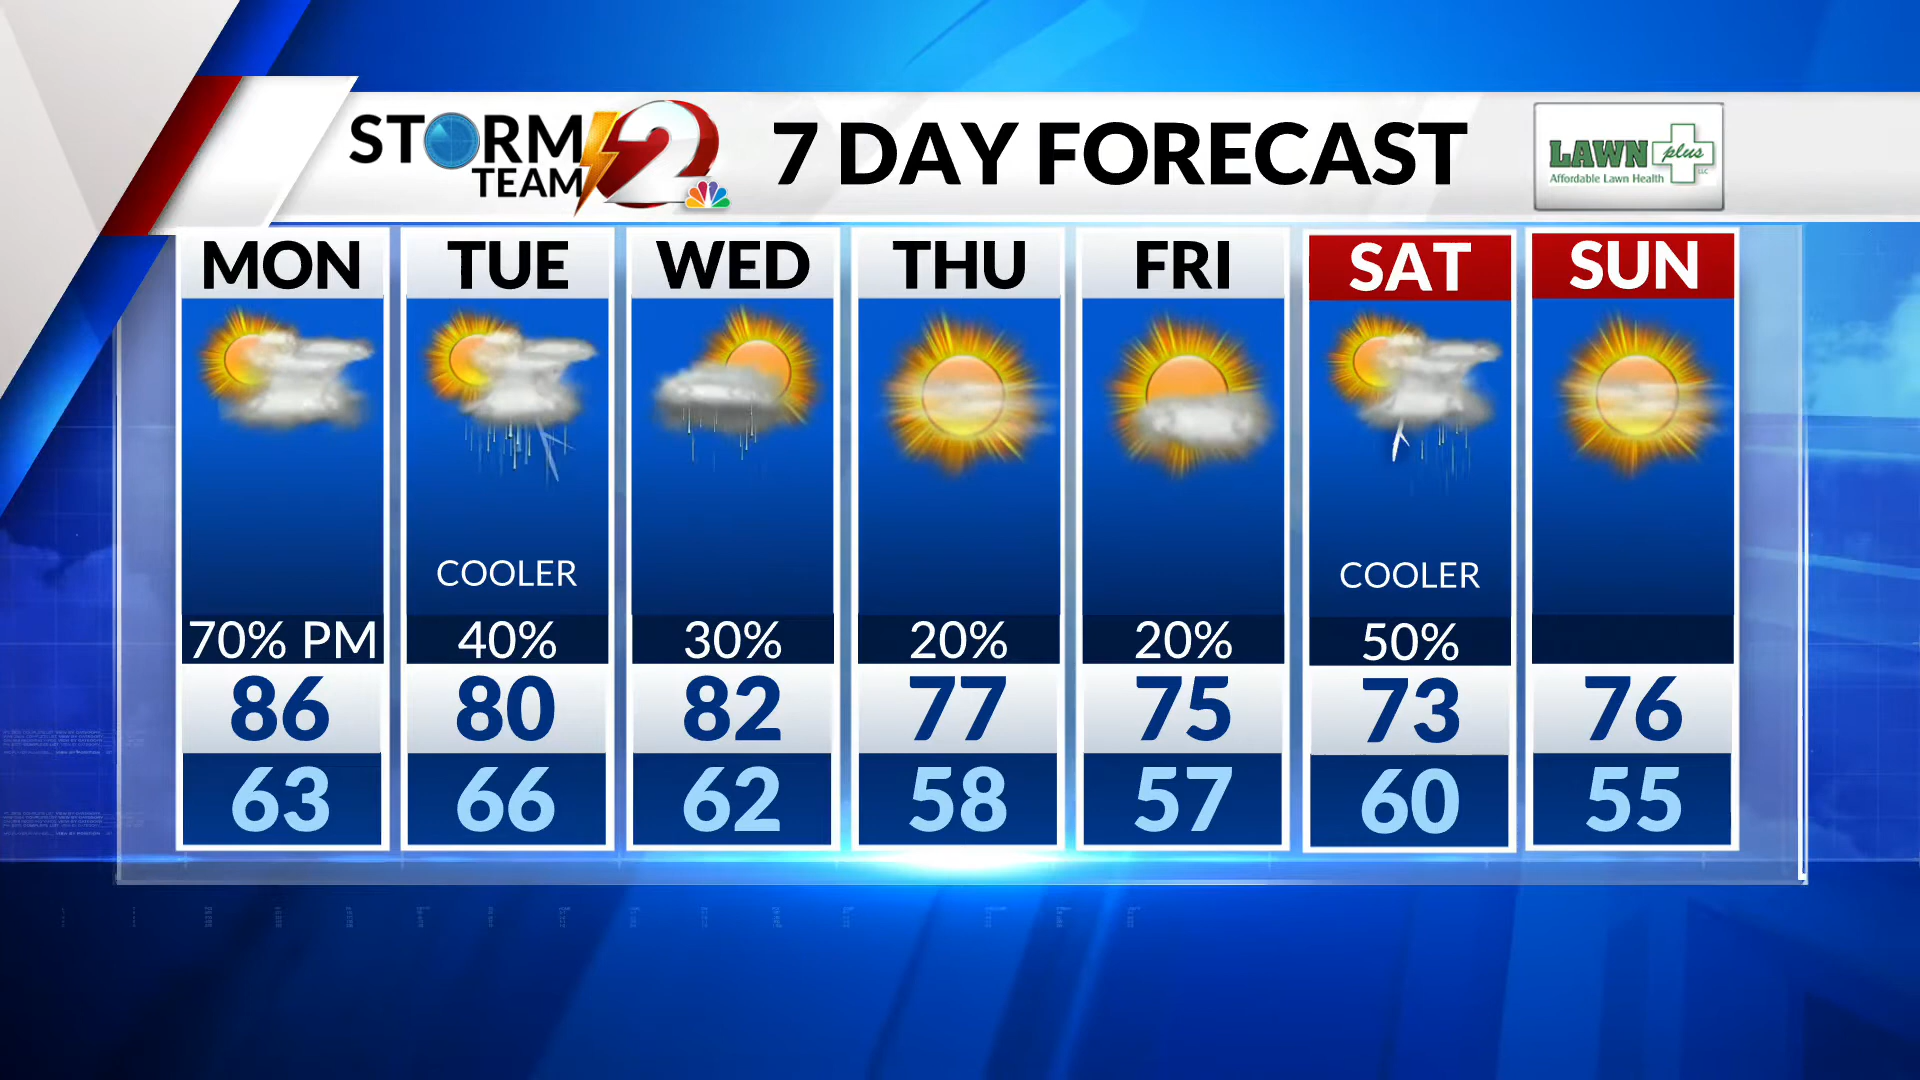 STORM
TEAM
2
7 DAY FORECAST
LAWN plus
LLC
Affordable Lawn Health
MON TUE WED THU FRI SAT SUN
COOLER COOLER
70% PM 40% 30% 20% 20% 50%
86 80 82 77 75 73 76
63 66 62 58 57 60 55